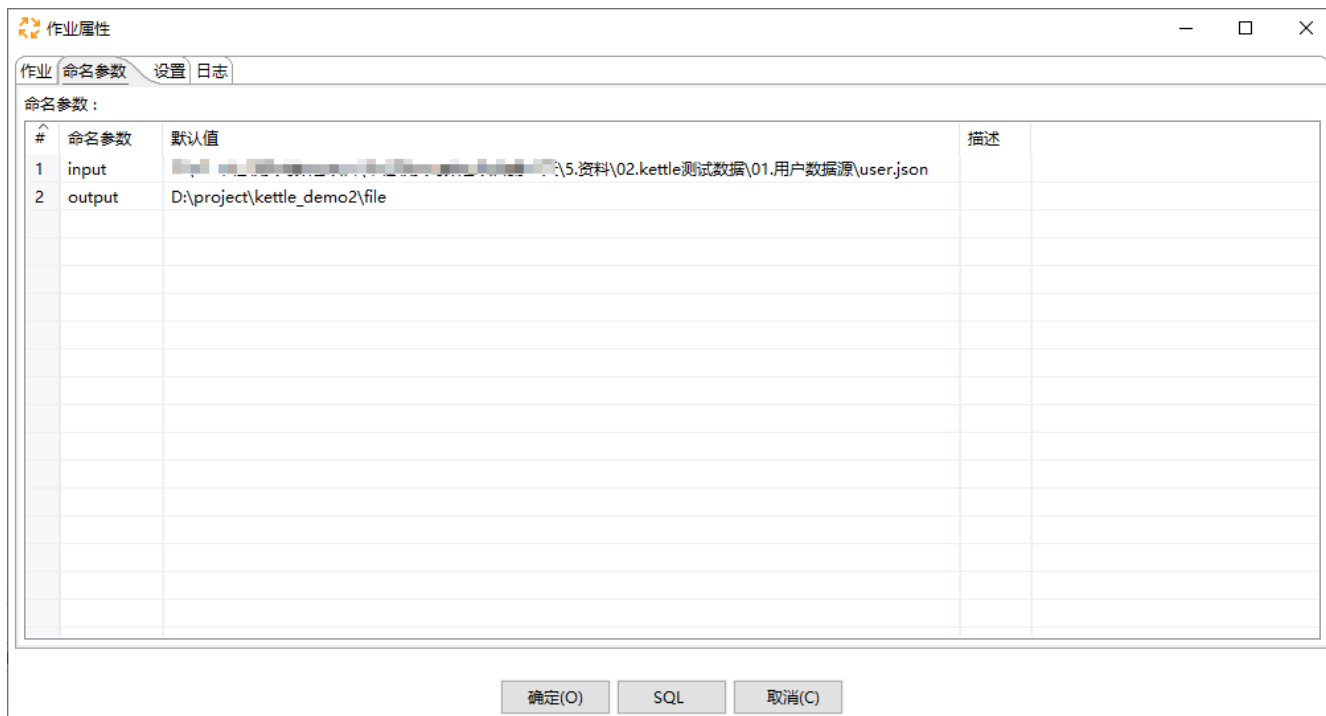 作业属性
作业 命名参数 设置 日志
命名参数：
# 命名参数 默认值 描述
1 input \5.资料\02.kettle测试数据\01.用户数据源\user.json
2 output D:\project\kettle_demo2\file
确定(O) SQL 取消(C)